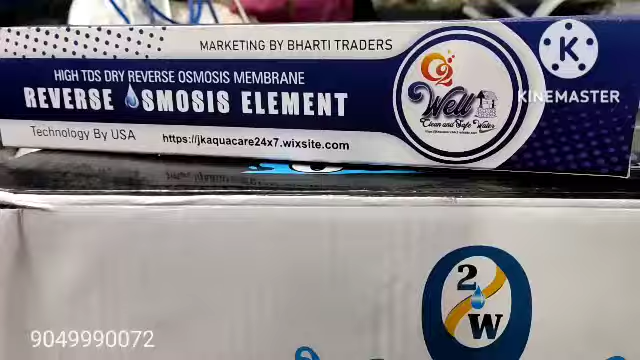 MARKETING BY BHARTI TRADERS
HIGH TDS DRY REVERSE OSMOSIS MEMBRANE
REVERSE OSMOSIS ELEMENT
Technology By USA
https://jkaquacare24x7.wixsite.com
O2
Well
Clean and Safe Water
K
KINEMASTER
2
W
9049990072